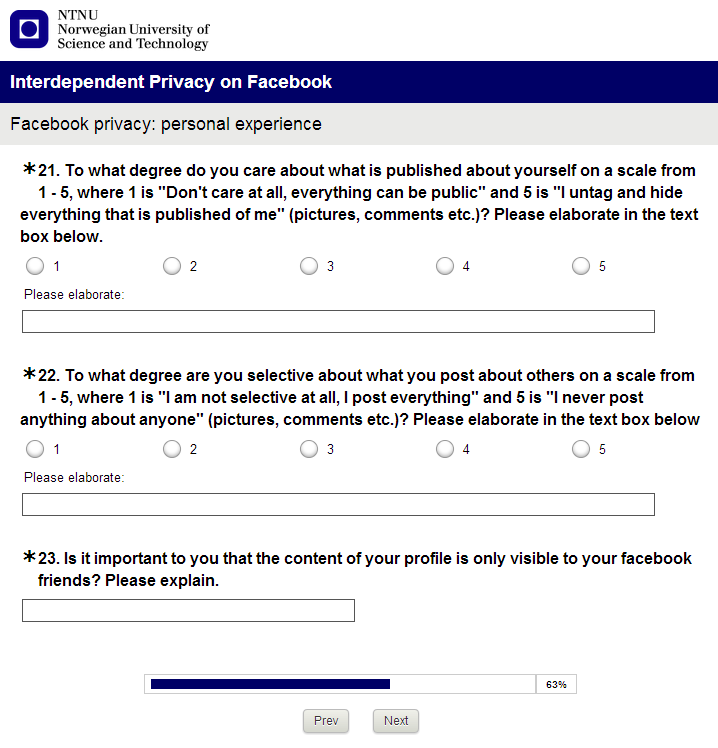 NTNU
Norwegian University of
Science and Technology
Interdependent Privacy on Facebook
Facebook privacy: personal experience
*21. To what degree do you care about what is published about yourself on a scale from
1 - 5, where 1 is "Don't care at all, everything can be public" and 5 is "I untag and hide
everything that is published of me" (pictures, comments etc.)? Please elaborate in the text
box below.
1 2 3 4 5
Please elaborate:
*22. To what degree are you selective about what you post about others on a scale from
1 - 5, where 1 is "I am not selective at all, I post everything" and 5 is "I never post
anything about anyone" (pictures, comments etc.)? Please elaborate in the text box below
1 2 3 4 5
Please elaborate:
*23. Is it important to you that the content of your profile is only visible to your facebook
friends? Please explain.
63%
Prev Next